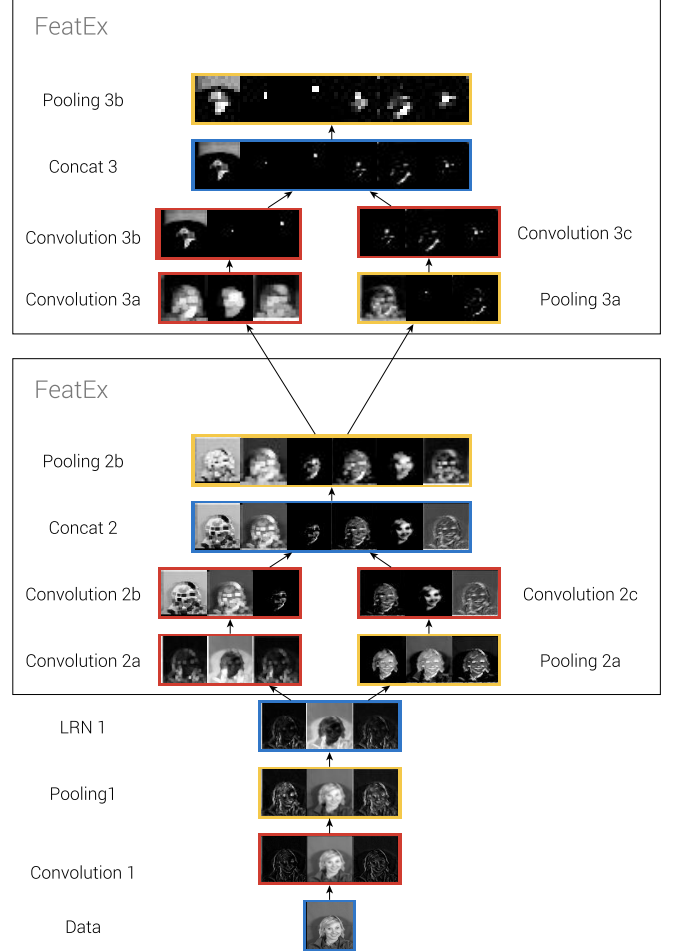 FeatEx
Pooling 3b
Concat 3
Convolution 3b
Convolution 3c
Convolution 3a
Pooling 3a
FeatEx
Pooling 2b
Concat 2
Convolution 2b
Convolution 2c
Convolution 2a
Pooling 2a
LRN 1
Pooling1
Convolution 1
Data